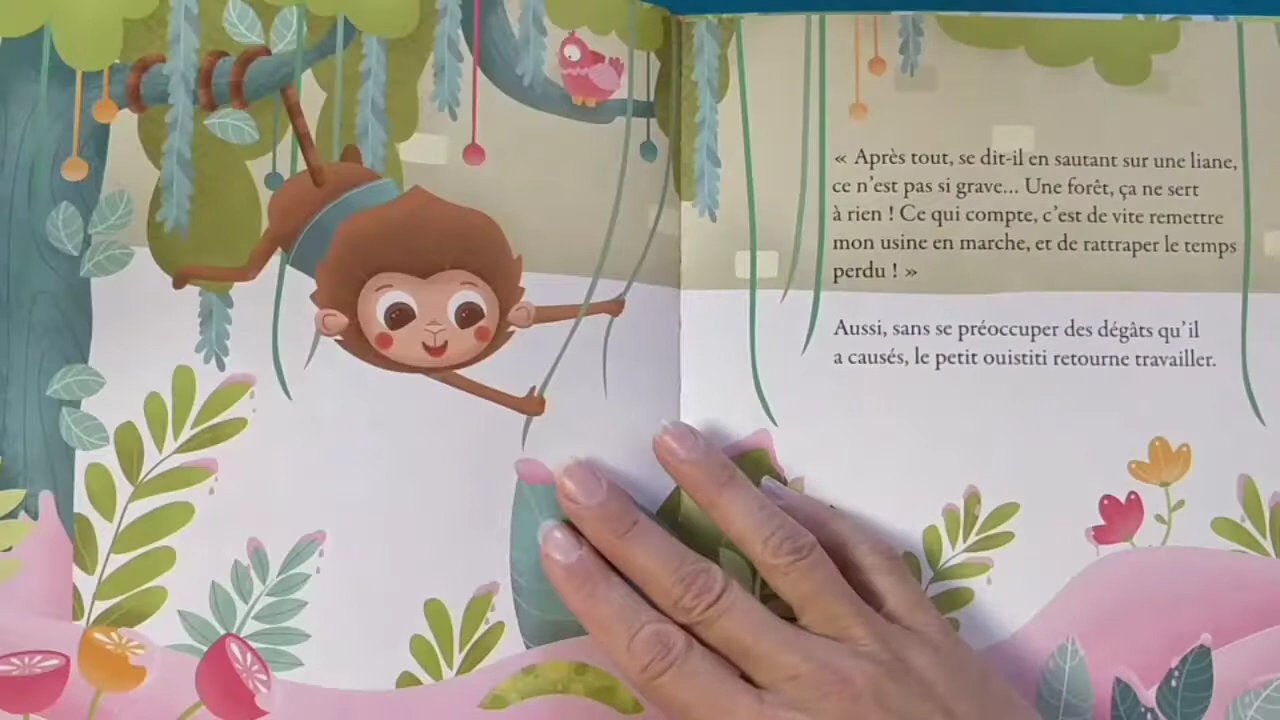 « Après tout, se dit-il en sautant sur une liane,
ce n'est pas si grave... Une forêt, ça ne sert
à rien ! Ce qui compte, c'est de vite remettre
mon usine en marche, et de rattraper le temps
perdu ! »
Aussi, sans se préoccuper des dégâts qu'il
a causés, le petit ouistiti retourne travailler.